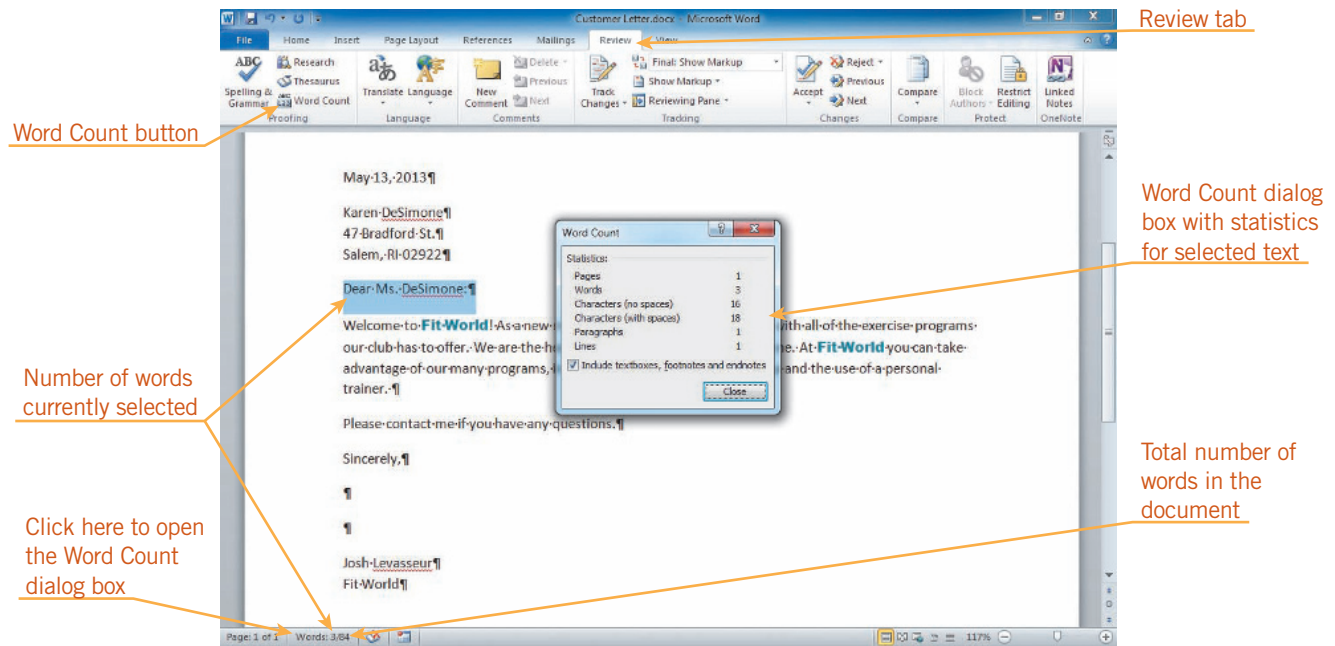 Customer Letter.docx - Microsoft Word
File Home Insert Page Layout References Mailings Review View
ABC Spelling & Grammar
Research
Thesaurus
Word Count
Proofing
Translate Language
Language
New Comment
Delete
Previous
Next
Comments
Track Changes
Final: Show Markup
Show Markup
Reviewing Pane
Tracking
Accept
Reject
Previous
Next
Changes
Compare
Compare
Block Authors
Restrict Editing
Protect
Linked Notes
OneNote
Review tab
Word Count button
May·13,·2013¶
Karen·DeSimone¶
47·Bradford·St.¶
Salem,·RI·02922¶
Dear·Ms.·DeSimone:¶
Welcome·to·Fit·World!·As·a·new· ith·all·of·the·exercise·programs·
our·club·has·to·offer.·We·are·the· e.·At·Fit·World·you·can·take·
advantage·of·our·many·programs,· and·the·use·of·a·personal·
trainer.·¶
Please·contact·me·if·you·have·any·questions.¶
Sincerely,¶
¶
¶
Josh·Levasseur¶
Fit·World¶
Word Count
Statistics:
Pages 1
Words 3
Characters (no spaces) 16
Characters (with spaces) 18
Paragraphs 1
Lines 1
Include textboxes, footnotes and endnotes
Close
Word Count dialog
box with statistics
for selected text
Number of words
currently selected
Total number of
words in the
document
Click here to open
the Word Count
dialog box
Page: 1 of 1 Words: 3/84 117%